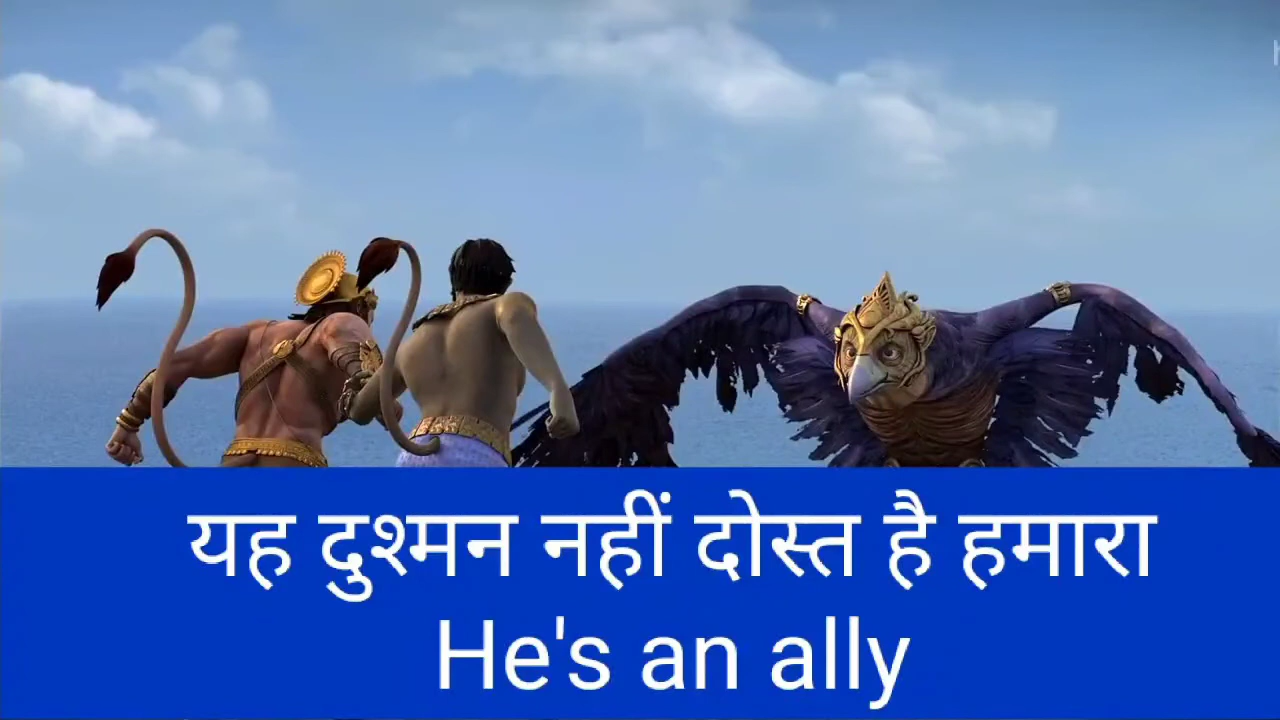 यह दुश्मन नहीं दोस्त है हमारा
He's an ally